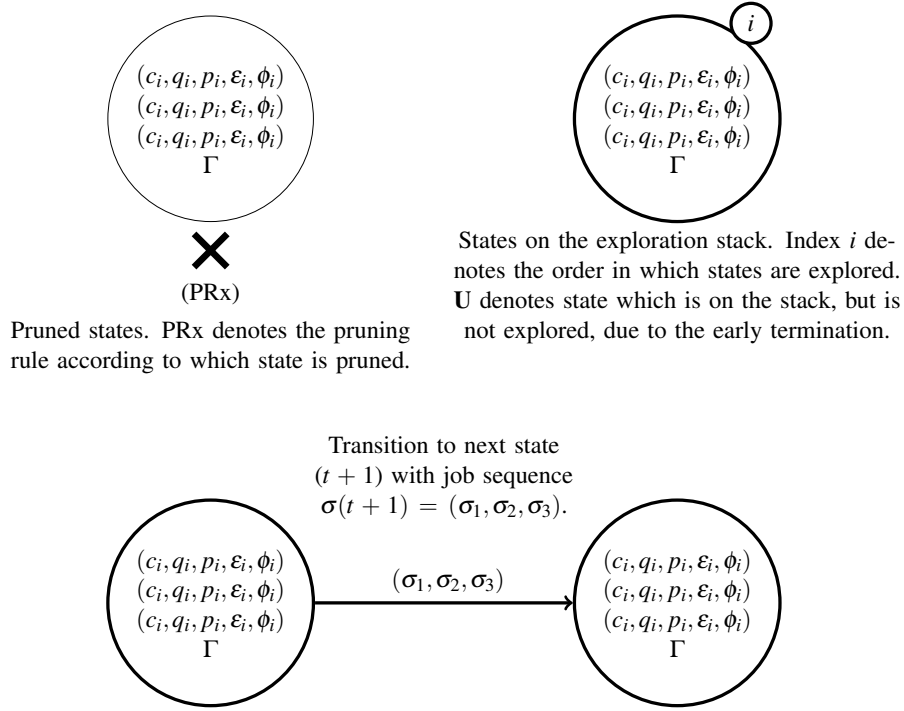 (c_i, q_i, p_i, ε_i, ϕ_i)
(c_i, q_i, p_i, ε_i, ϕ_i)
(c_i, q_i, p_i, ε_i, ϕ_i)
Γ
(PRx)
Pruned states. PRx denotes the pruning
rule according to which state is pruned.
i
(c_i, q_i, p_i, ε_i, ϕ_i)
(c_i, q_i, p_i, ε_i, ϕ_i)
(c_i, q_i, p_i, ε_i, ϕ_i)
Γ
States on the exploration stack. Index i de-
notes the order in which states are explored.
U denotes state which is on the stack, but is
not explored, due to the early termination.
Transition to next state
(t + 1) with job sequence
σ(t + 1) = (σ_1, σ_2, σ_3).
(c_i, q_i, p_i, ε_i, ϕ_i)
(c_i, q_i, p_i, ε_i, ϕ_i)
(c_i, q_i, p_i, ε_i, ϕ_i)
Γ
(σ_1, σ_2, σ_3)
(c_i, q_i, p_i, ε_i, ϕ_i)
(c_i, q_i, p_i, ε_i, ϕ_i)
(c_i, q_i, p_i, ε_i, ϕ_i)
Γ